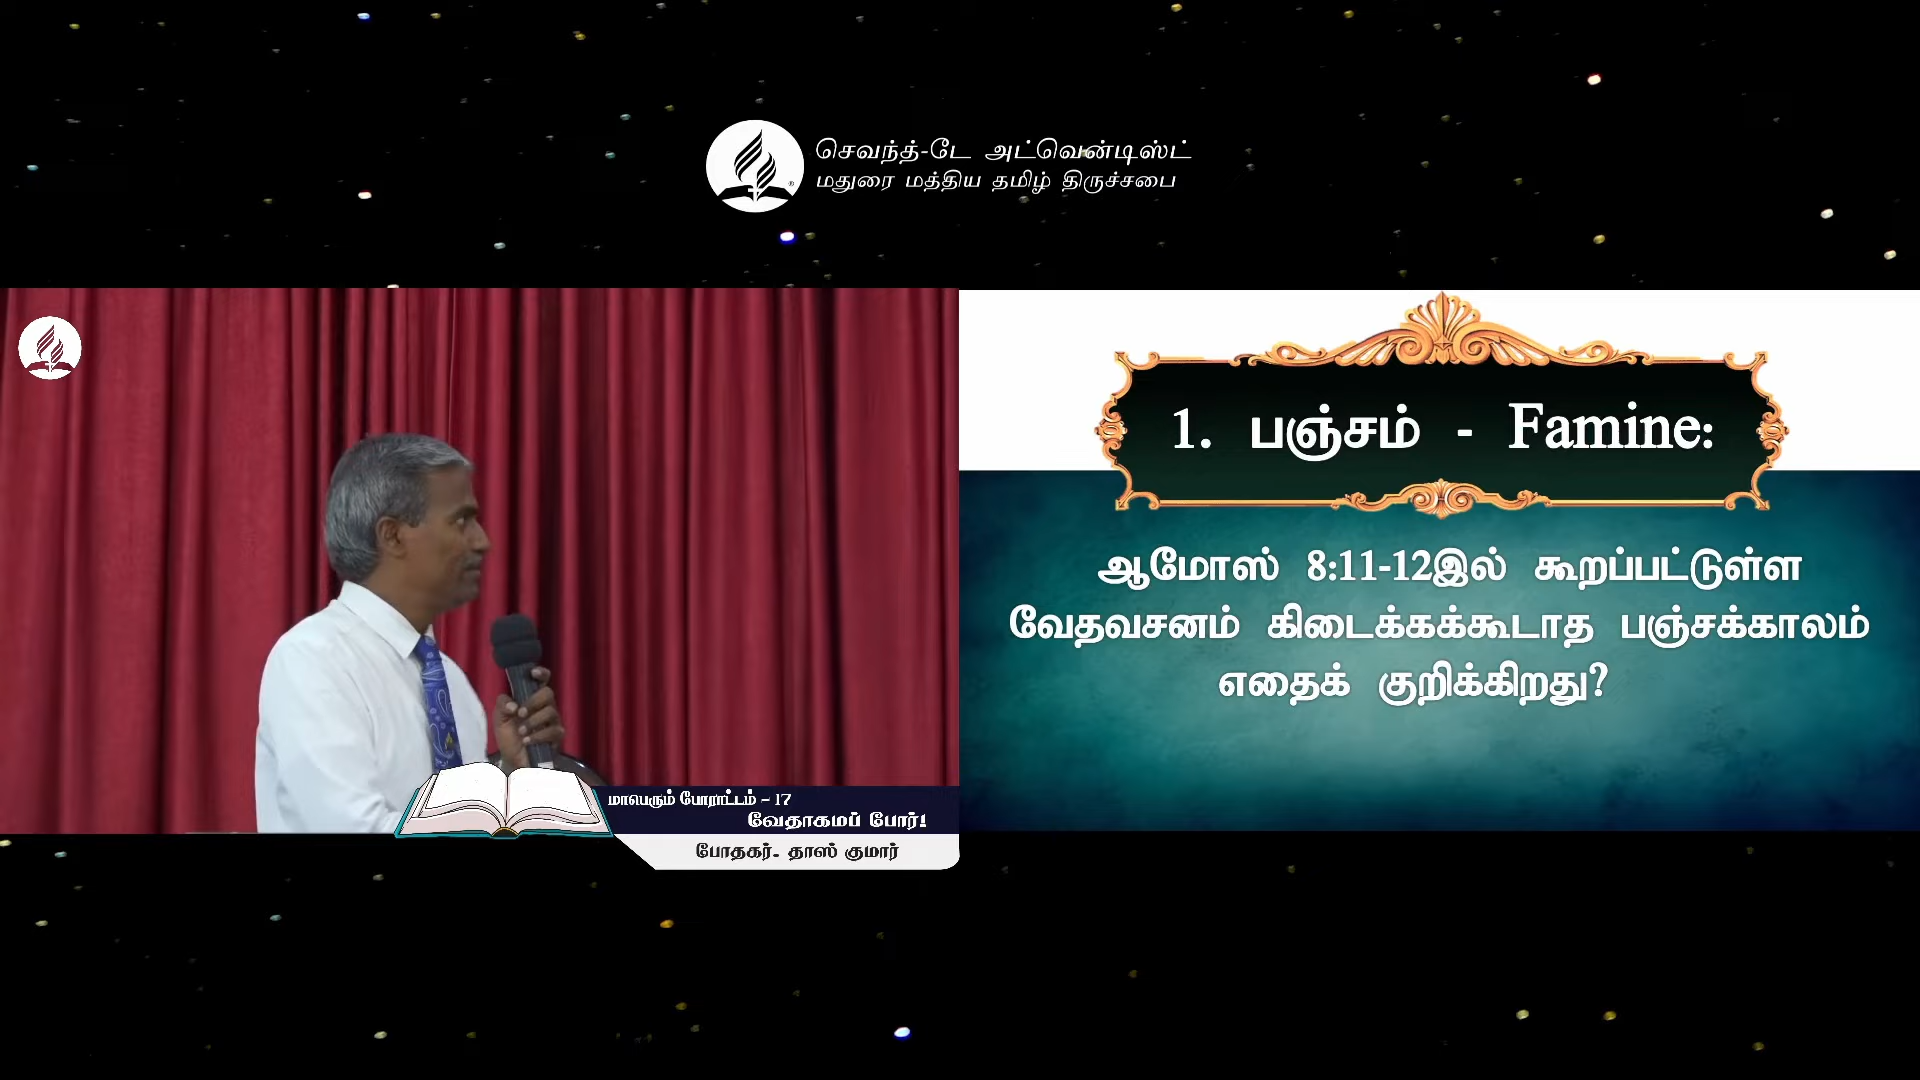 செவந்த்-டே அட்வென்டிஸ்ட்
மதுரை மத்திய தமிழ் திருச்சபை
1. பஞ்சம் - Famine:
ஆமோஸ் 8:11-12இல் கூறப்பட்டுள்ள
வேதவசனம் கிடைக்கக்கூடாத பஞ்சக்காலம்
எதைக் குறிக்கிறது?
மாபெரும் போராட்டம் - 17
வேதாகமப் போர்!
போதகர். தாஸ் குமார்